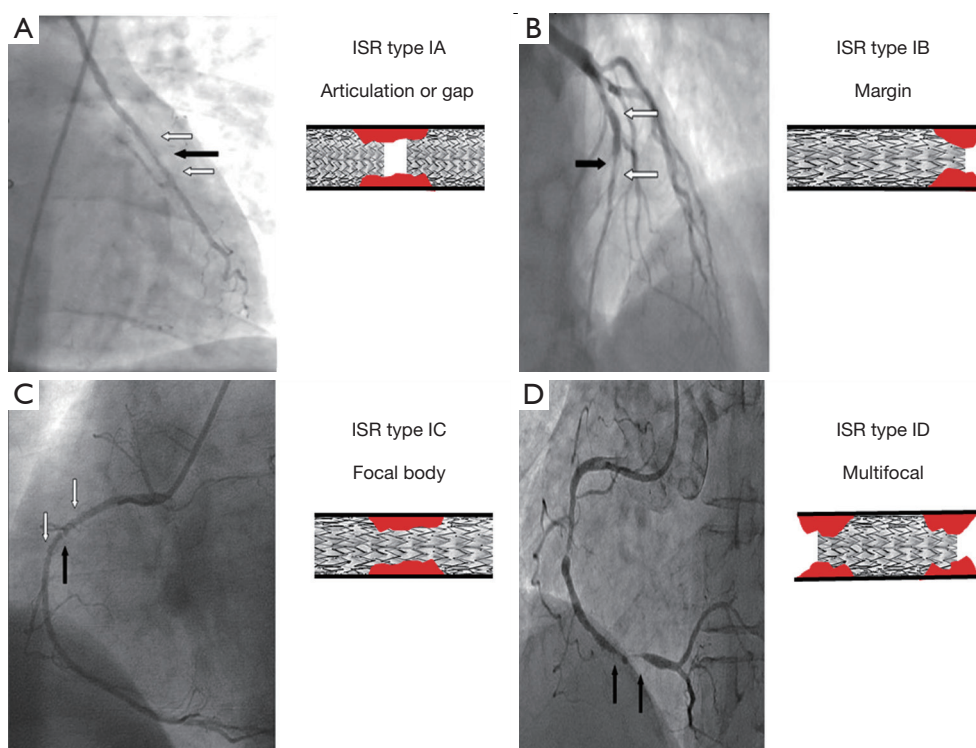 A
ISR type IA
Articulation or gap
B
ISR type IB
Margin
C
ISR type IC
Focal body
D
ISR type ID
Multifocal